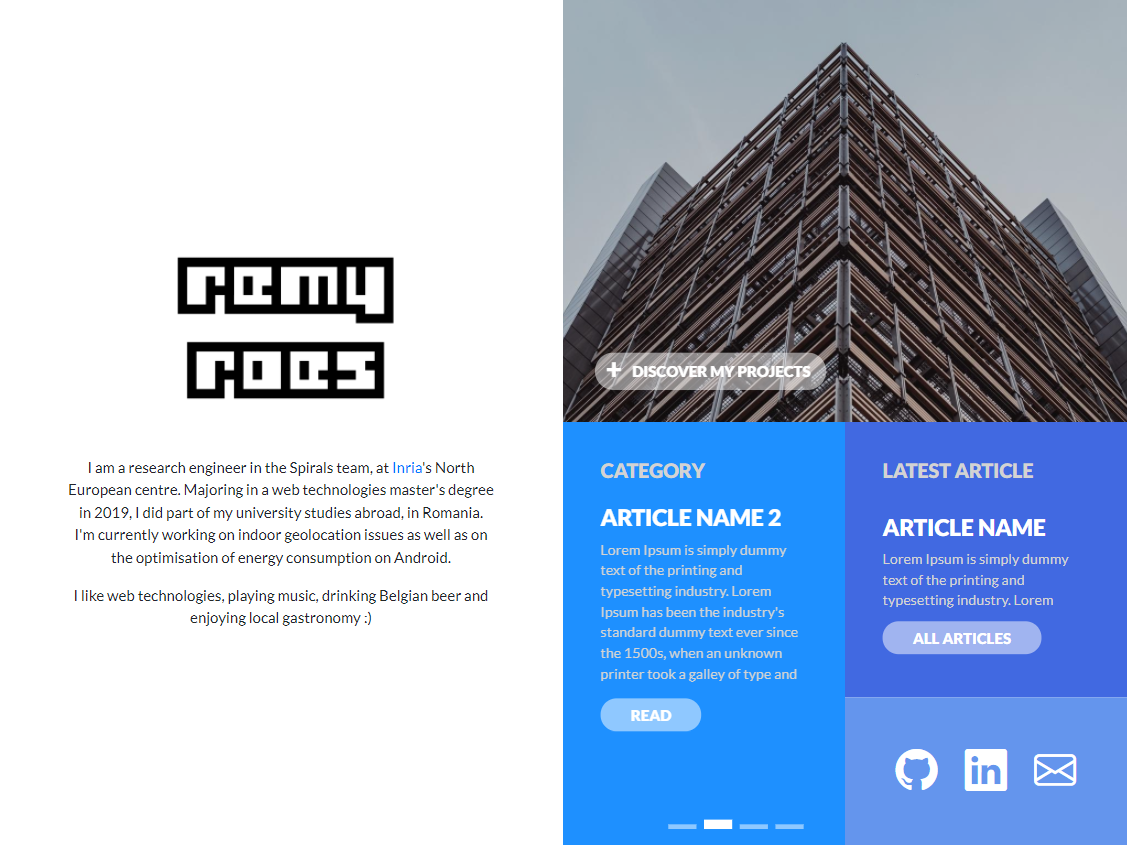 remy
rocs
I am a research engineer in the Spirals team, at Inria's North
European centre. Majoring in a web technologies master's degree
in 2019, I did part of my university studies abroad, in Romania.
I'm currently working on indoor geolocation issues as well as on
the optimisation of energy consumption on Android.
I like web technologies, playing music, drinking Belgian beer and
enjoying local gastronomy :)
+ DISCOVER MY PROJECTS
CATEGORY
ARTICLE NAME 2
Lorem Ipsum is simply dummy
text of the printing and
typesetting industry. Lorem
Ipsum has been the industry's
standard dummy text ever since
the 1500s, when an unknown
printer took a galley of type and
READ
LATEST ARTICLE
ARTICLE NAME
Lorem Ipsum is simply dummy
text of the printing and
typesetting industry. Lorem
ALL ARTICLES
in